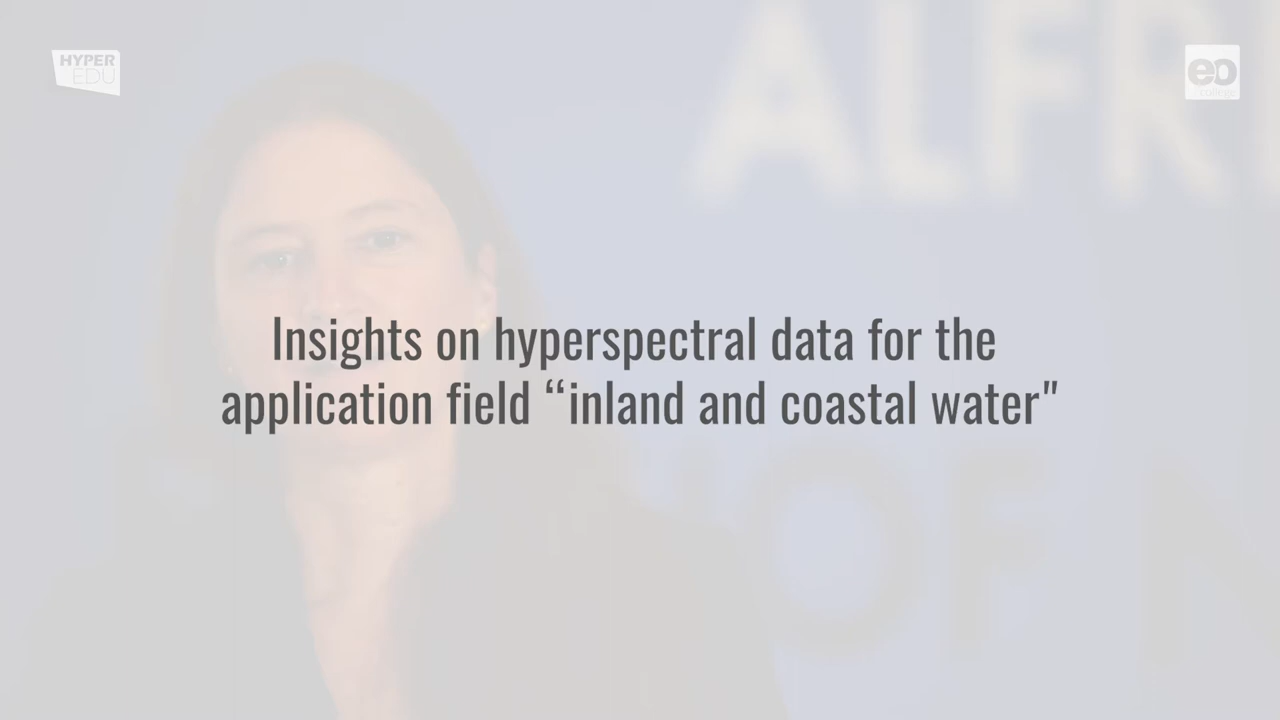 HYPER
EDU
eo
college
ALFR
Insights on hyperspectral data for the
application field “inland and coastal water"
OF N